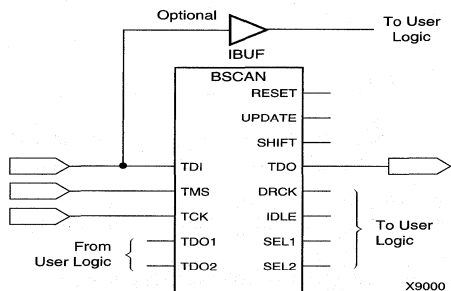 Optional
To User
Logic
IBUF
BSCAN
RESET
UPDATE
SHIFT
TDI
TDO
TMS
DRCK
TCK
IDLE
TDO1
SEL1
TDO2
SEL2
From
User Logic
To User
Logic
X9000